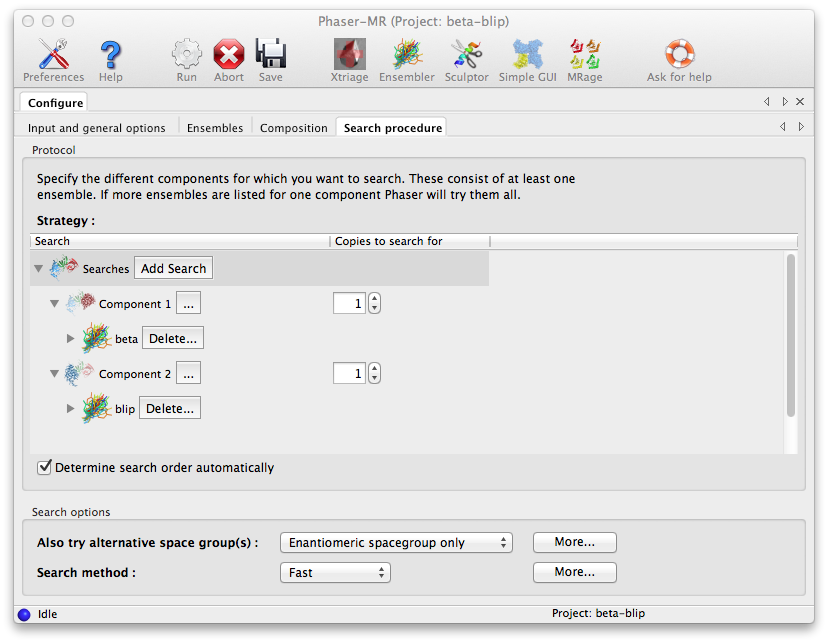 Phaser-MR (Project: beta-blip)
Preferences Help Run Abort Save Xtriage Ensembler Sculptor Simple GUI MRage Ask for help
Configure
Input and general options Ensembles Composition Search procedure
Protocol
Specify the different components for which you want to search. These consist of at least one
ensemble. If more ensembles are listed for one component Phaser will try them all.
Strategy :
Search Copies to search for
Searches Add Search
Component 1 ... 1
beta Delete...
Component 2 ... 1
blip Delete...
Determine search order automatically
Search options
Also try alternative space group(s) : Enantiomeric spacegroup only More...
Search method : Fast More...
Idle Project: beta-blip